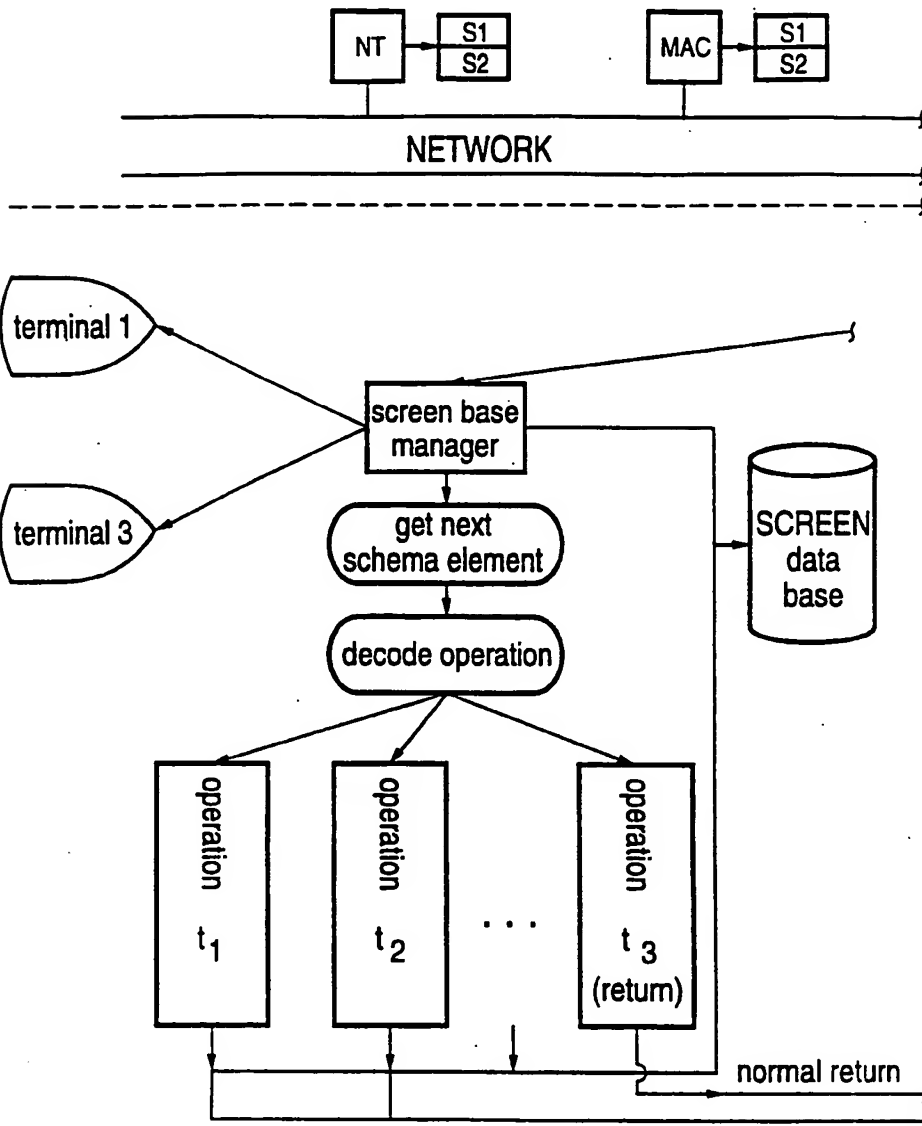 NT
S1
S2
MAC
S1
S2
NETWORK
terminal 1
screen base
manager
terminal 3
get next
schema element
SCREEN
data
base
decode operation
operation
t1
operation
t2
. . .
operation
t3
(return)
normal return